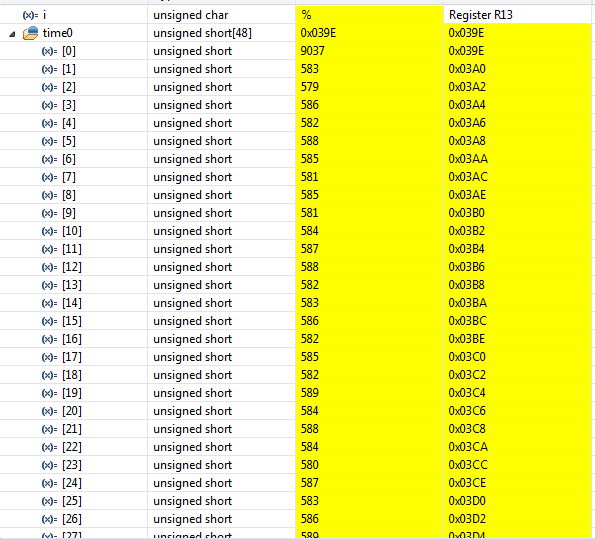 (x)= i unsigned char % Register R13
time0 unsigned short[48] 0x039E 0x039E
(x)= [0] unsigned short 9037 0x039E
(x)= [1] unsigned short 583 0x03A0
(x)= [2] unsigned short 579 0x03A2
(x)= [3] unsigned short 586 0x03A4
(x)= [4] unsigned short 582 0x03A6
(x)= [5] unsigned short 588 0x03A8
(x)= [6] unsigned short 585 0x03AA
(x)= [7] unsigned short 581 0x03AC
(x)= [8] unsigned short 585 0x03AE
(x)= [9] unsigned short 581 0x03B0
(x)= [10] unsigned short 584 0x03B2
(x)= [11] unsigned short 587 0x03B4
(x)= [12] unsigned short 588 0x03B6
(x)= [13] unsigned short 582 0x03B8
(x)= [14] unsigned short 583 0x03BA
(x)= [15] unsigned short 586 0x03BC
(x)= [16] unsigned short 582 0x03BE
(x)= [17] unsigned short 585 0x03C0
(x)= [18] unsigned short 582 0x03C2
(x)= [19] unsigned short 589 0x03C4
(x)= [20] unsigned short 584 0x03C6
(x)= [21] unsigned short 588 0x03C8
(x)= [22] unsigned short 584 0x03CA
(x)= [23] unsigned short 580 0x03CC
(x)= [24] unsigned short 587 0x03CE
(x)= [25] unsigned short 583 0x03D0
(x)= [26] unsigned short 586 0x03D2
(x)= [27] unsigned short 589 0x03D4